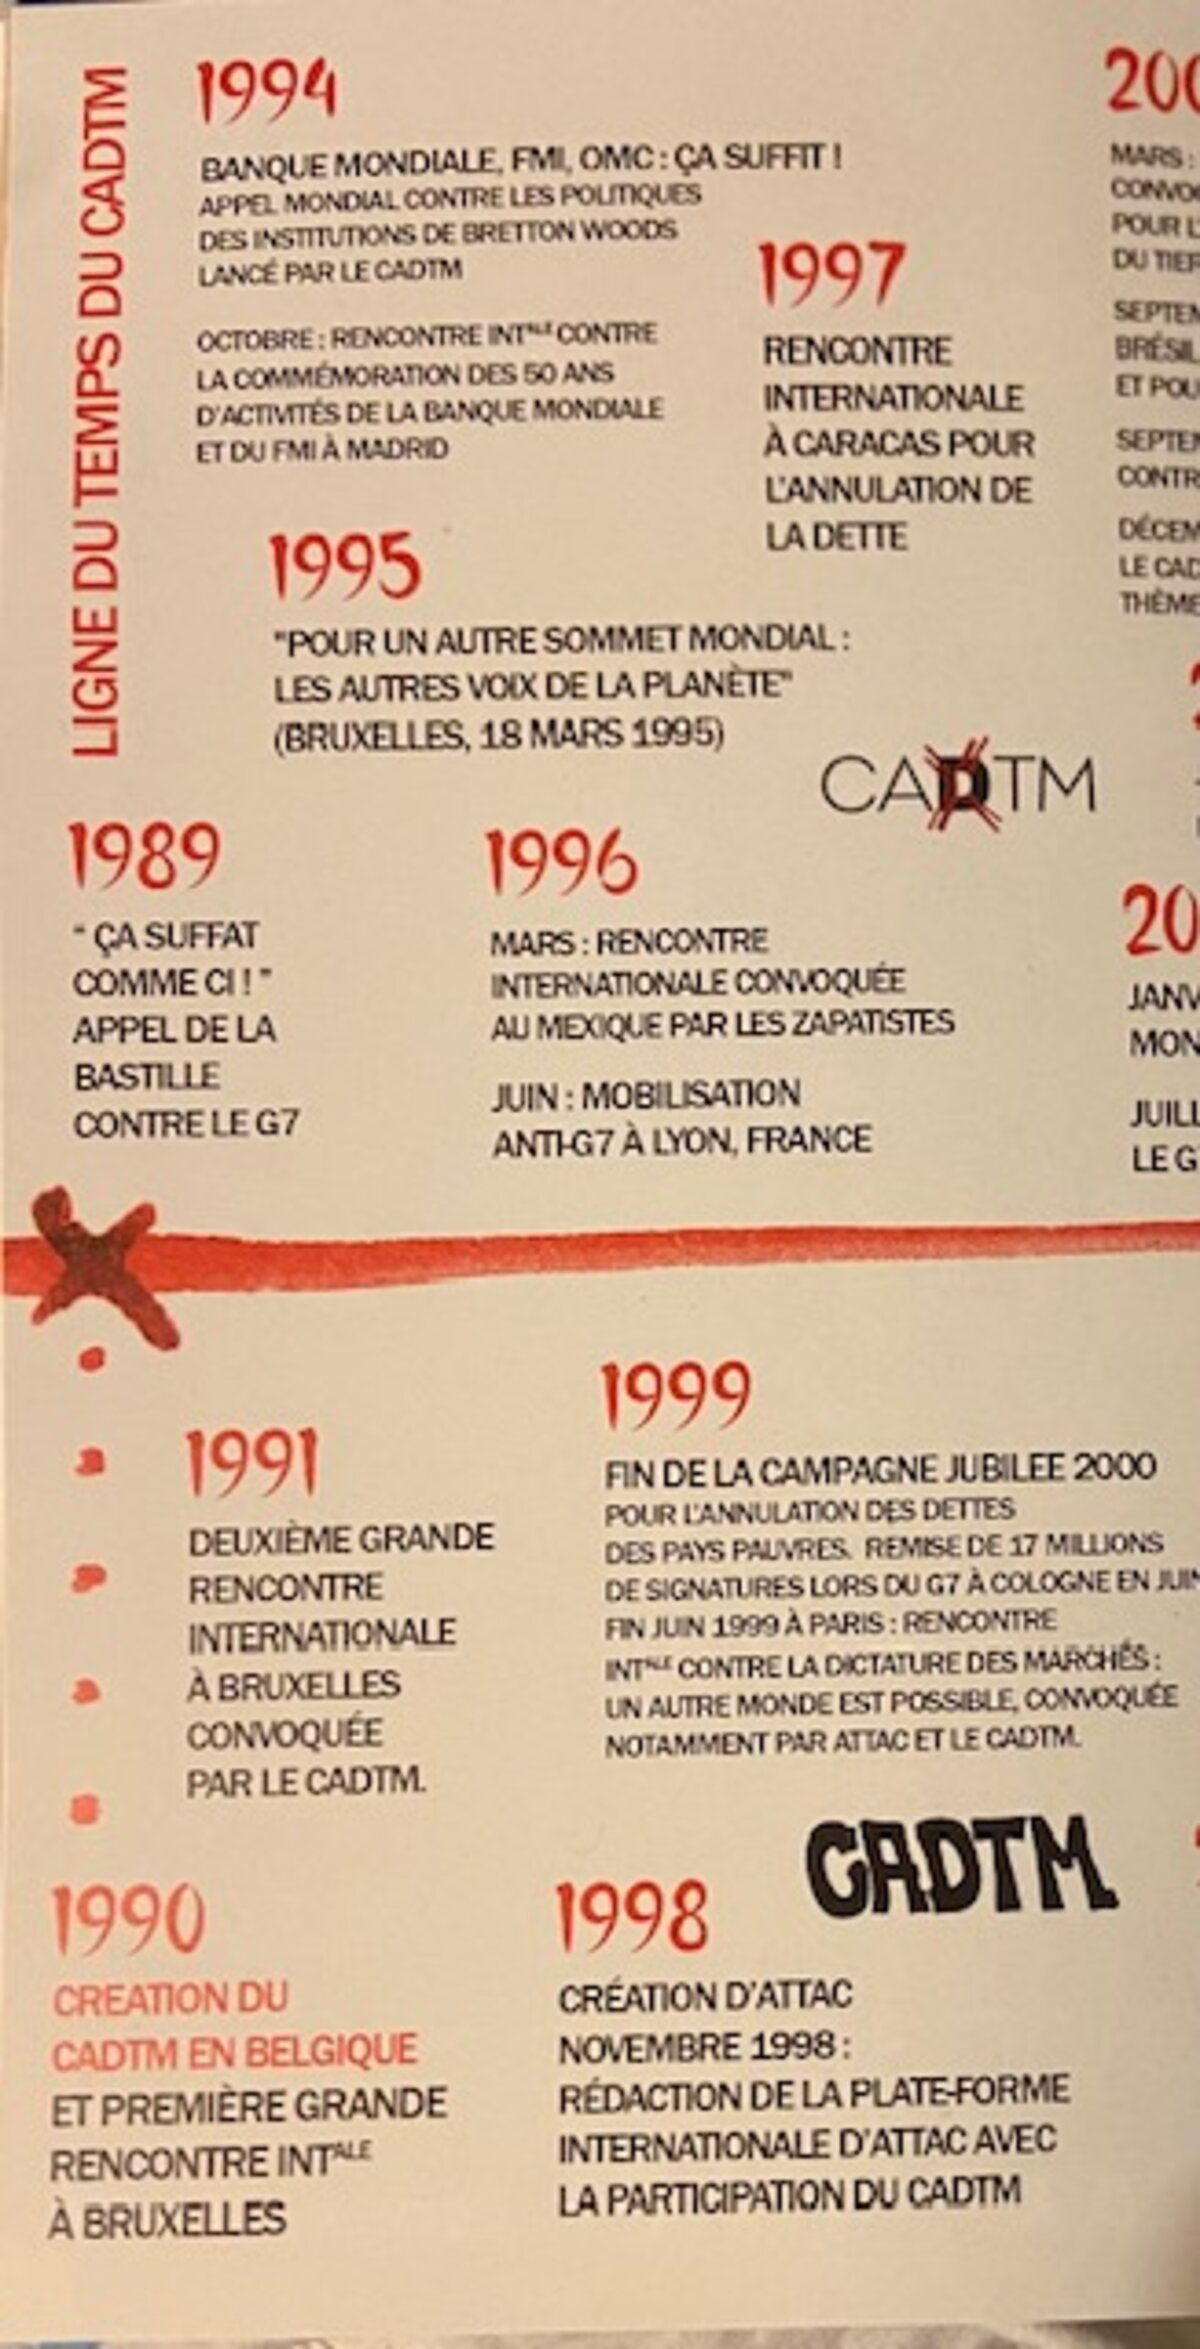 LIGNE DU TEMPS DU CADTM
1994
BANQUE MONDIALE, FMI, OMC : ÇA SUFFIT !
APPEL MONDIAL CONTRE LES POLITIQUES
DES INSTITUTIONS DE BRETTON WOODS
LANCÉ PAR LE CADTM
OCTOBRE : RENCONTRE INTALE CONTRE
LA COMMÉMORATION DES 50 ANS
D'ACTIVITÉS DE LA BANQUE MONDIALE
ET DU FMI À MADRID
1997
RENCONTRE
INTERNATIONALE
À CARACAS POUR
L'ANNULATION DE
LA DETTE
1995
"POUR UN AUTRE SOMMET MONDIAL :
LES AUTRES VOIX DE LA PLANÈTE"
(BRUXELLES, 18 MARS 1995)
CADTM
1989
" ÇA SUFFAT
COMME CI ! "
APPEL DE LA
BASTILLE
CONTRE LE G7
1996
MARS : RENCONTRE
INTERNATIONALE CONVOQUÉE
AU MEXIQUE PAR LES ZAPATISTES
JUIN : MOBILISATION
ANTI-G7 À LYON, FRANCE
MARS :
POUR
BRÉSIL
ET
1991
DEUXIÈME GRANDE
RENCONTRE
INTERNATIONALE
À BRUXELLES
CONVOQUÉE
PAR LE CADTM.
1999
FIN DE LA CAMPAGNE JUBILEE 2000
POUR L'ANNULATION DES DETTES
DES PAYS PAUVRES. REMISE DE 17 MILLIONS
DE SIGNATURES LORS DU G7 À COLOGNE EN JUIN
FIN JUIN 1999 À PARIS : RENCONTRE
INTALE CONTRE LA DICTATURE DES MARCHÉS :
UN AUTRE MONDE EST POSSIBLE, CONVOQUÉE
NOTAMMENT PAR ATTAC ET LE CADTM.
CADTM
1990
CREATION DU
CADTM EN BELGIQUE
ET PREMIÈRE GRANDE
RENCONTRE INTALE
À BRUXELLES
1998
CRÉATION D'ATTAC
NOVEMBRE 1998 :
RÉDACTION DE LA PLATE-FORME
INTERNATIONALE D'ATTAC AVEC
LA PARTICIPATION DU CADTM